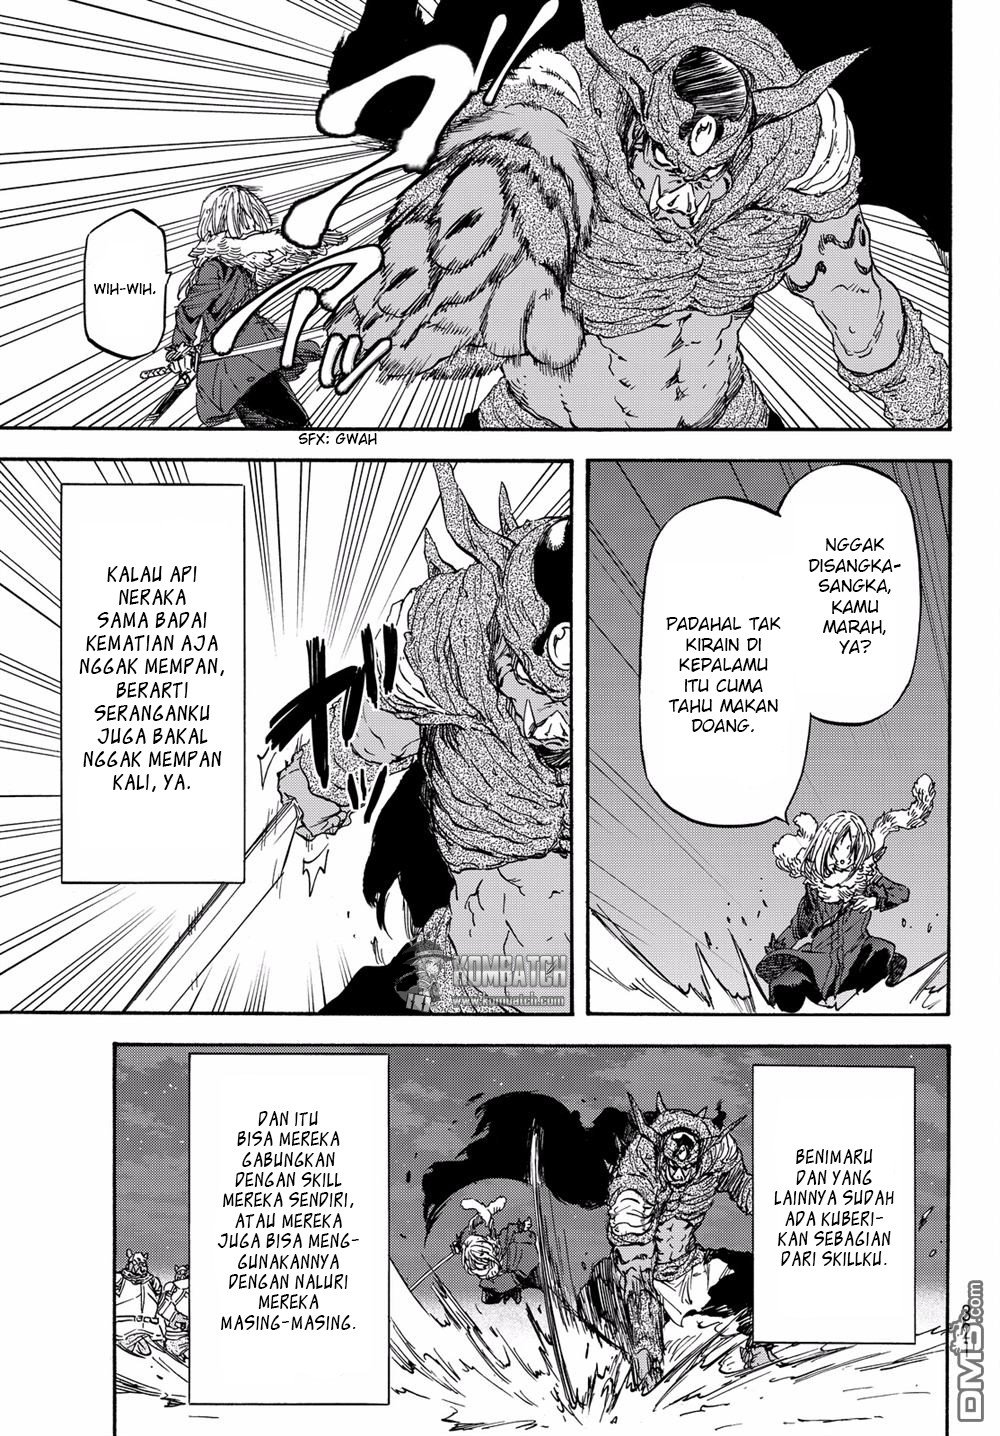 WIH-WIH.
SFX: GWAH
NGGAK
DISANGKA-
SANGKA,
KAMU
MARAH,
YA?
PADAHAL TAK
KIRAIN DI
KEPALAMU
ITU CUMA
TAHU MAKAN
DOANG.
KALAU API
NERAKA
SAMA BADAI
KEMATIAN AJA
NGGAK MEMPAN,
BERARTI
SERANGANKU
JUGA BAKAL
NGGAK MEMPAN
KALI, YA.
KOMBATCH
www.kombatch.com
BENIMARU
DAN YANG
LAINNYA SUDAH
ADA KUBERI-
KAN SEBAGIAN
DARI SKILLKU.
DAN ITU
BISA MEREKA
GABUNGKAN
DENGAN SKILL
MEREKA SENDIRI,
ATAU MEREKA
JUGA BISA MENG-
GUNAKANNYA
DENGAN NALURI
MEREKA
MASING-MASING.
DM5.COM